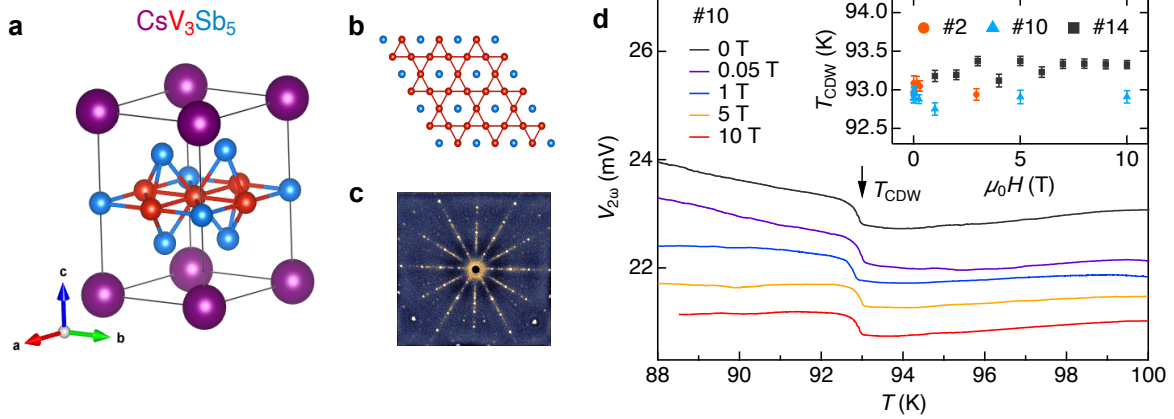 a
CsV3Sb5
c
a
b
b
c
d
#10
0 T
0.05 T
1 T
5 T
10 T
26
24
22
V2ω (mV)
88
90
92
94
96
98
100
T (K)
TCDW
#2
#10
#14
94.0
93.5
93.0
92.5
TCDW (K)
0
5
10
μ0H (T)